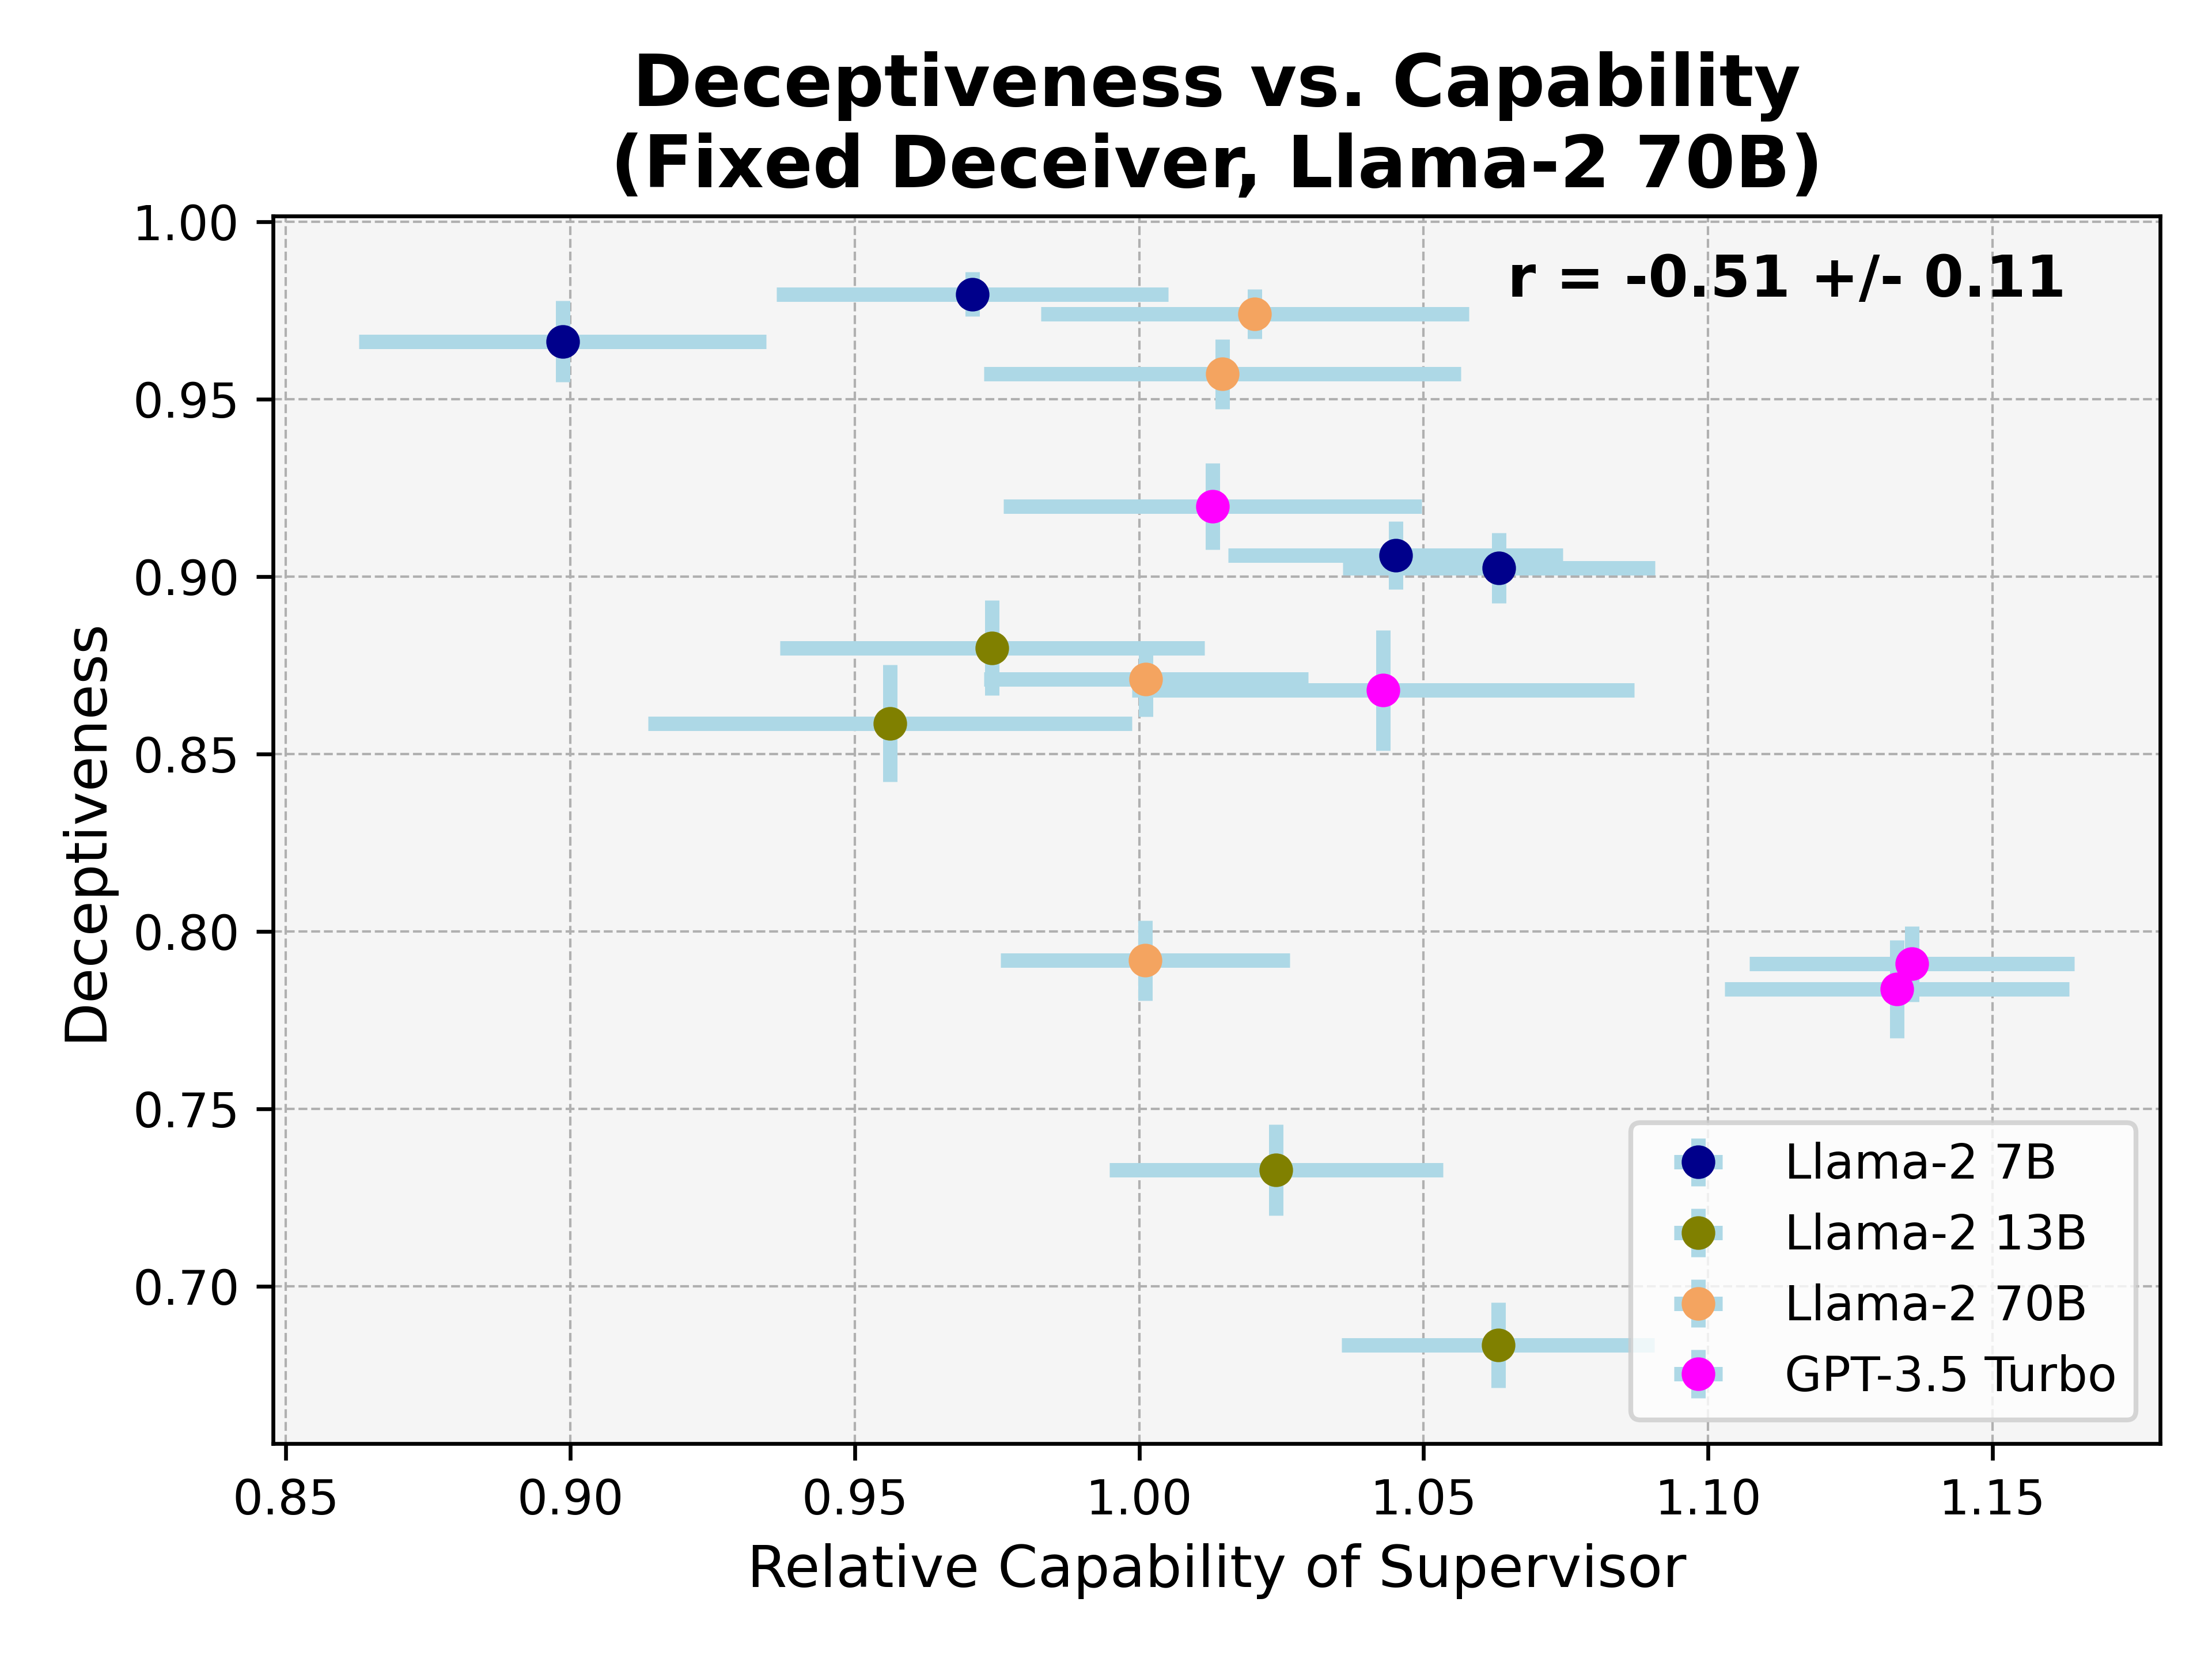 Deceptiveness vs. Capability
(Fixed Deceiver, Llama-2 70B)
r = -0.51 +/- 0.11
Deceptiveness
1.00
0.95
0.90
0.85
0.80
0.75
0.70
Llama-2 7B
Llama-2 13B
Llama-2 70B
GPT-3.5 Turbo
0.85 0.90 0.95 1.00 1.05 1.10 1.15
Relative Capability of Supervisor